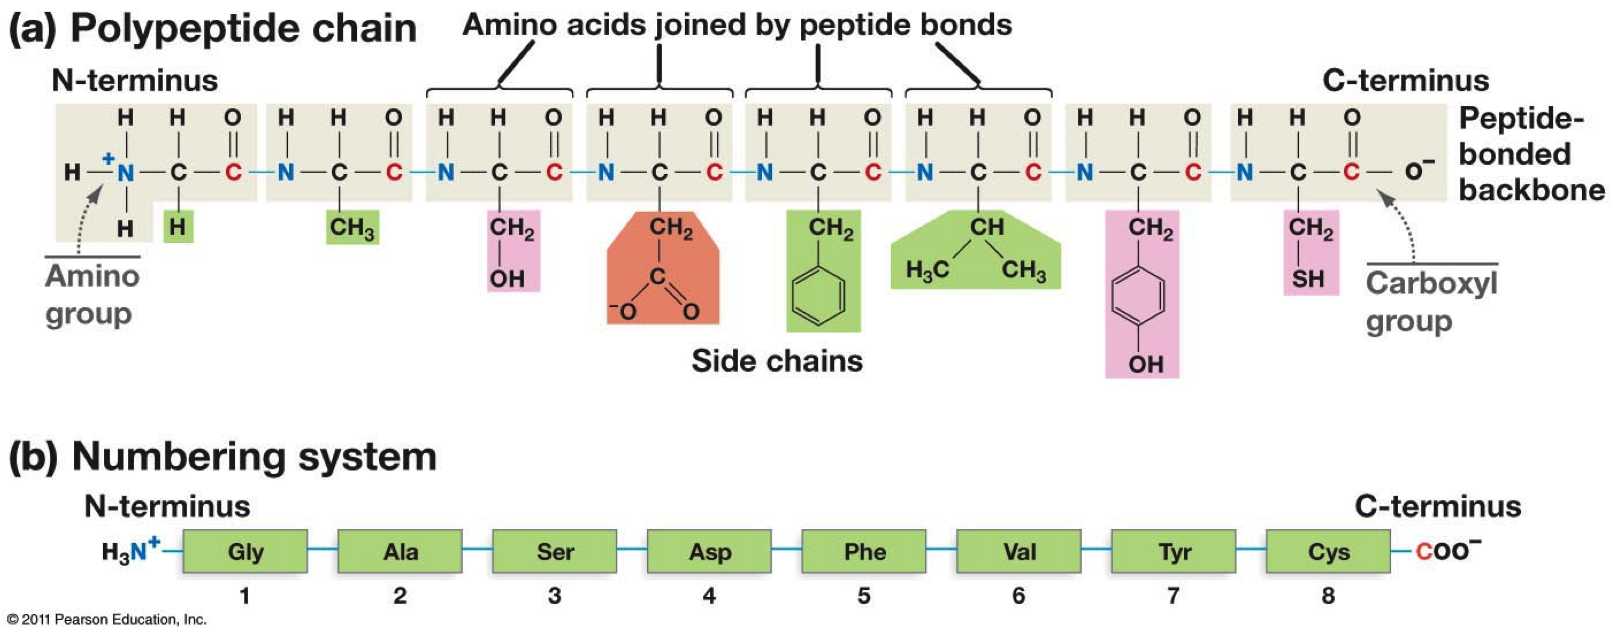 (a) Polypeptide chain
Amino acids joined by peptide bonds
N-terminus
C-terminus
H H O H H O H H O H H O H H O H H O H H O H H O
Peptide-
bonded
backbone
H N+ C C N C C N C C N C C N C C N C C N C C N C C O−
H H CH3 CH2 CH2 CH2 CH CH2 CH2
OH C H3C CH3 SH
−O O
OH
Amino
group
Carboxyl
group
Side chains
(b) Numbering system
N-terminus
C-terminus
H3N+ Gly Ala Ser Asp Phe Val Tyr Cys COO−
1 2 3 4 5 6 7 8
© 2011 Pearson Education, Inc.